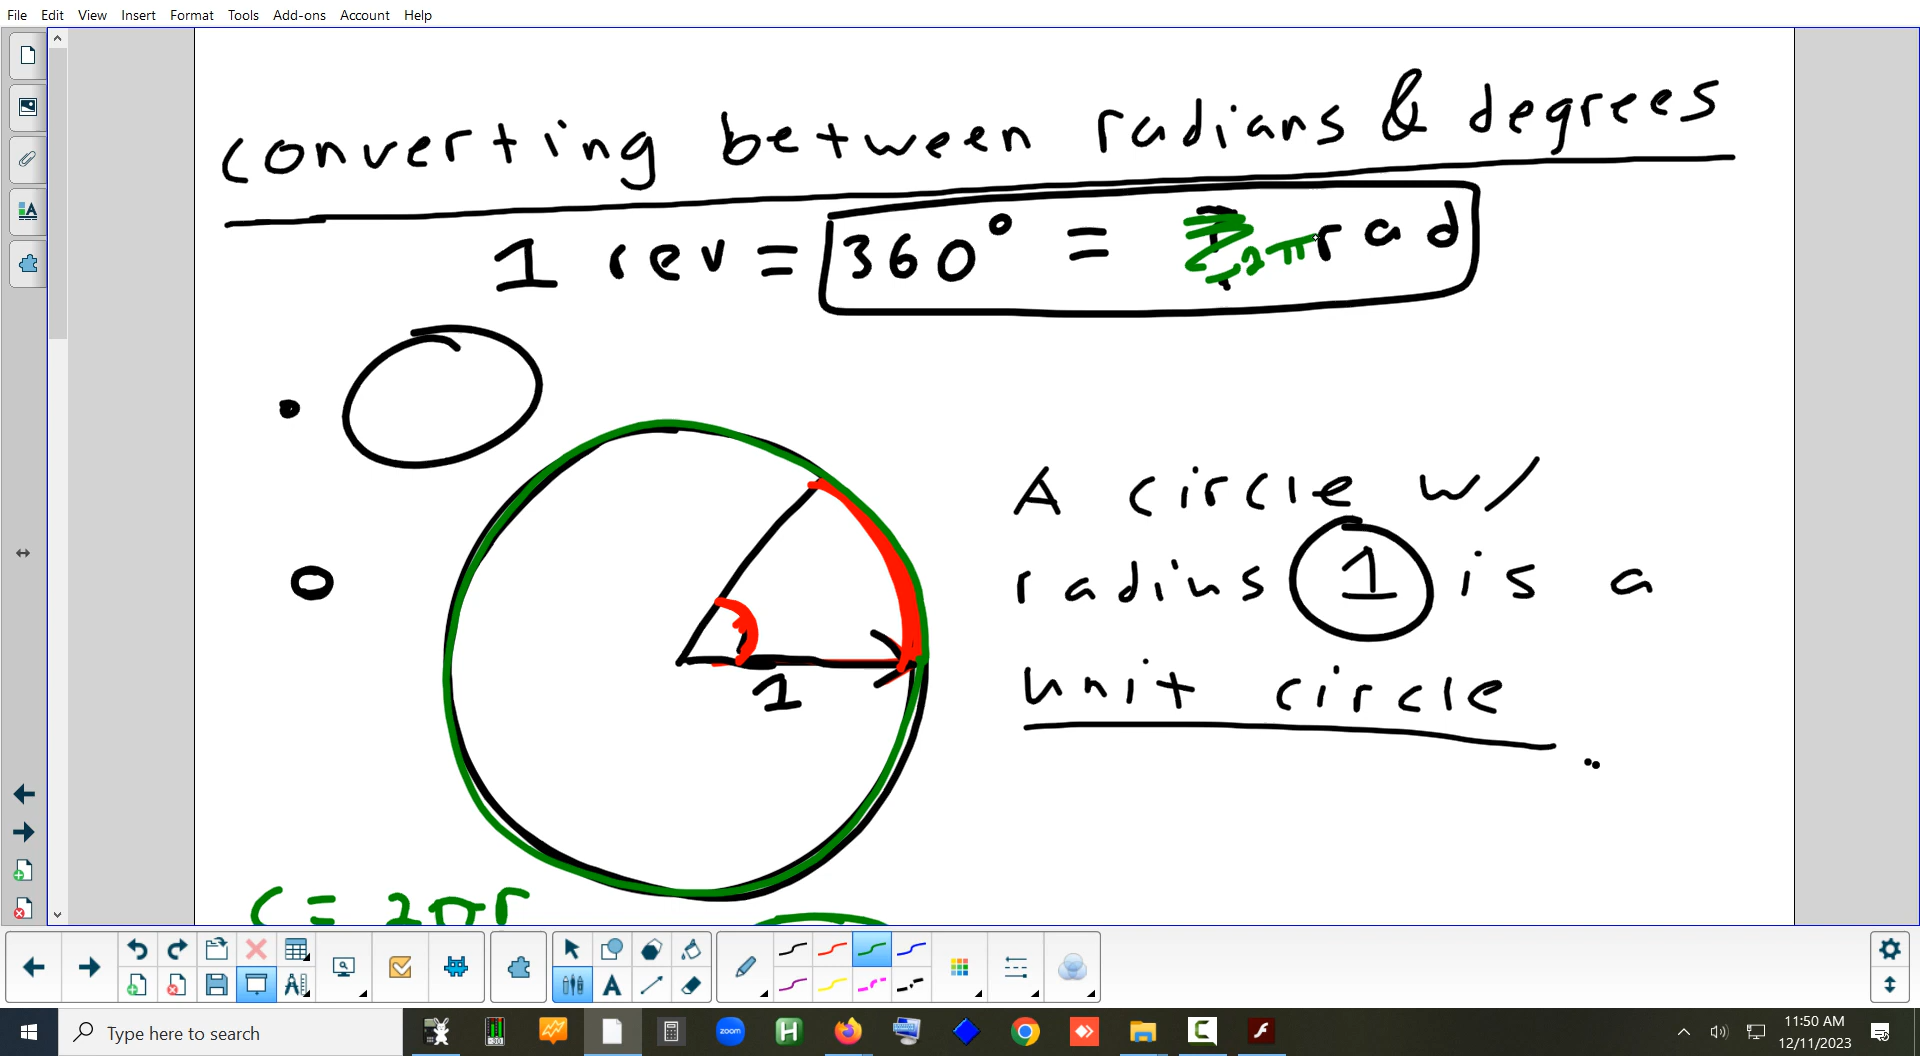 File Edit View Insert Format Tools Add-ons Account Help
converting between radians & degrees
1 rev = 360° = 2π rad
A circle w/
radius 1 is a
unit circle
1
C = 2πr
Type here to search
zoom
11:50 AM
12/11/2023